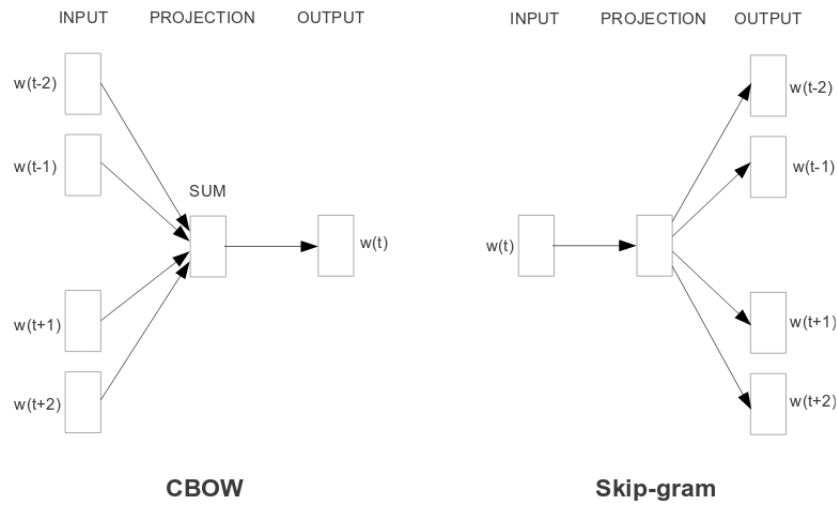 INPUT PROJECTION OUTPUT
w(t-2)
w(t-1)
SUM
w(t)
w(t+1)
w(t+2)
CBOW
INPUT PROJECTION OUTPUT
w(t-2)
w(t-1)
w(t)
w(t+1)
w(t+2)
Skip-gram